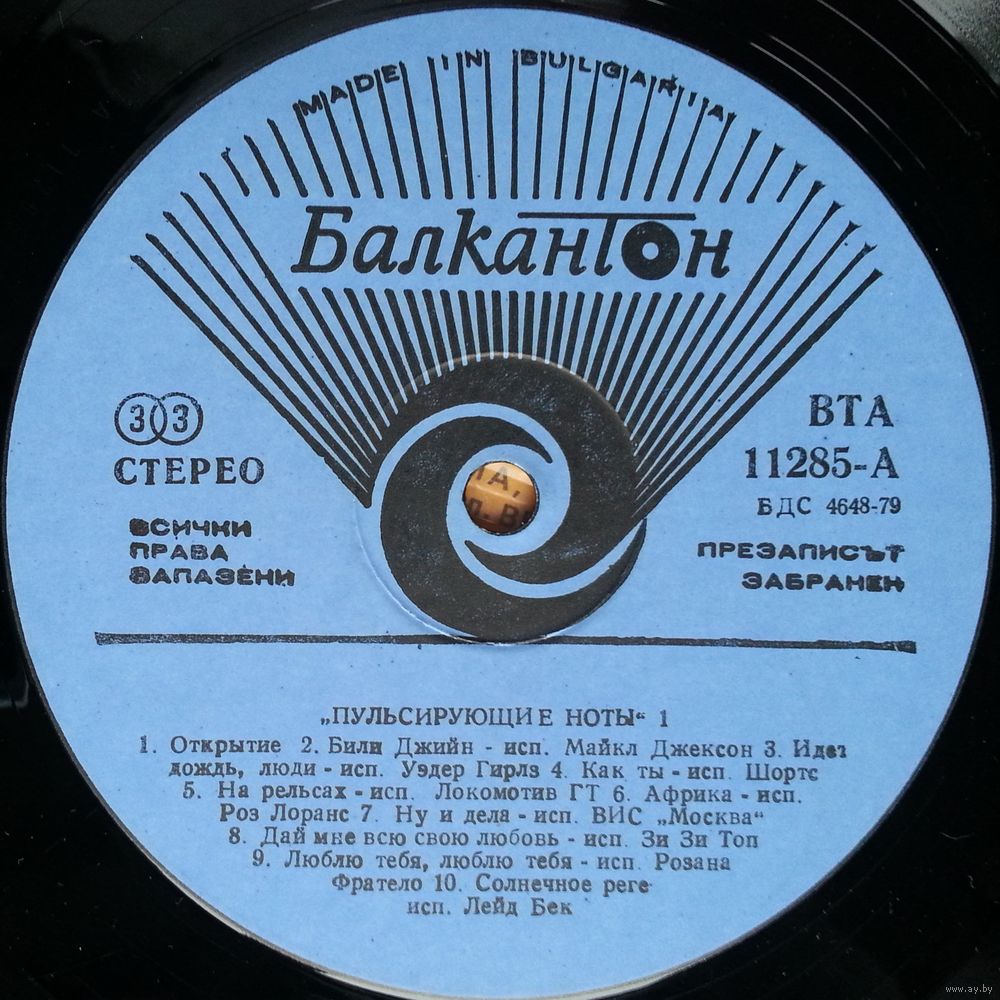 MADE IN BULGARIA
Балкантон
33
СТЕРЕО
ВСИЧКИ
ПРАВА
ЗАПАЗЕНИ
ВТА
11285-А
БДС 4648-79
ПРЕЗАПИСЪТ
ЗАБРАНЕН
„ПУЛЬСИРУЮЩИЕ НОТЫ“ 1
1. Открытие 2. Били Джийн - исп. Майкл Джексон 3. Идет
дождь, люди - исп. Уэдер Гирлз 4. Как ты - исп. Шортс
5. На рельсах - исп. Локомотив ГТ 6. Африка - исп.
Роз Лоранс 7. Ну и дела - исп. ВИС „Москва“
8. Дай мне всю свою любовь - исп. Зи Зи Топ
9. Люблю тебя, люблю тебя - исп. Розана
Фратело 10. Солнечное реге
исп. Лейд Бек
www.ay.by